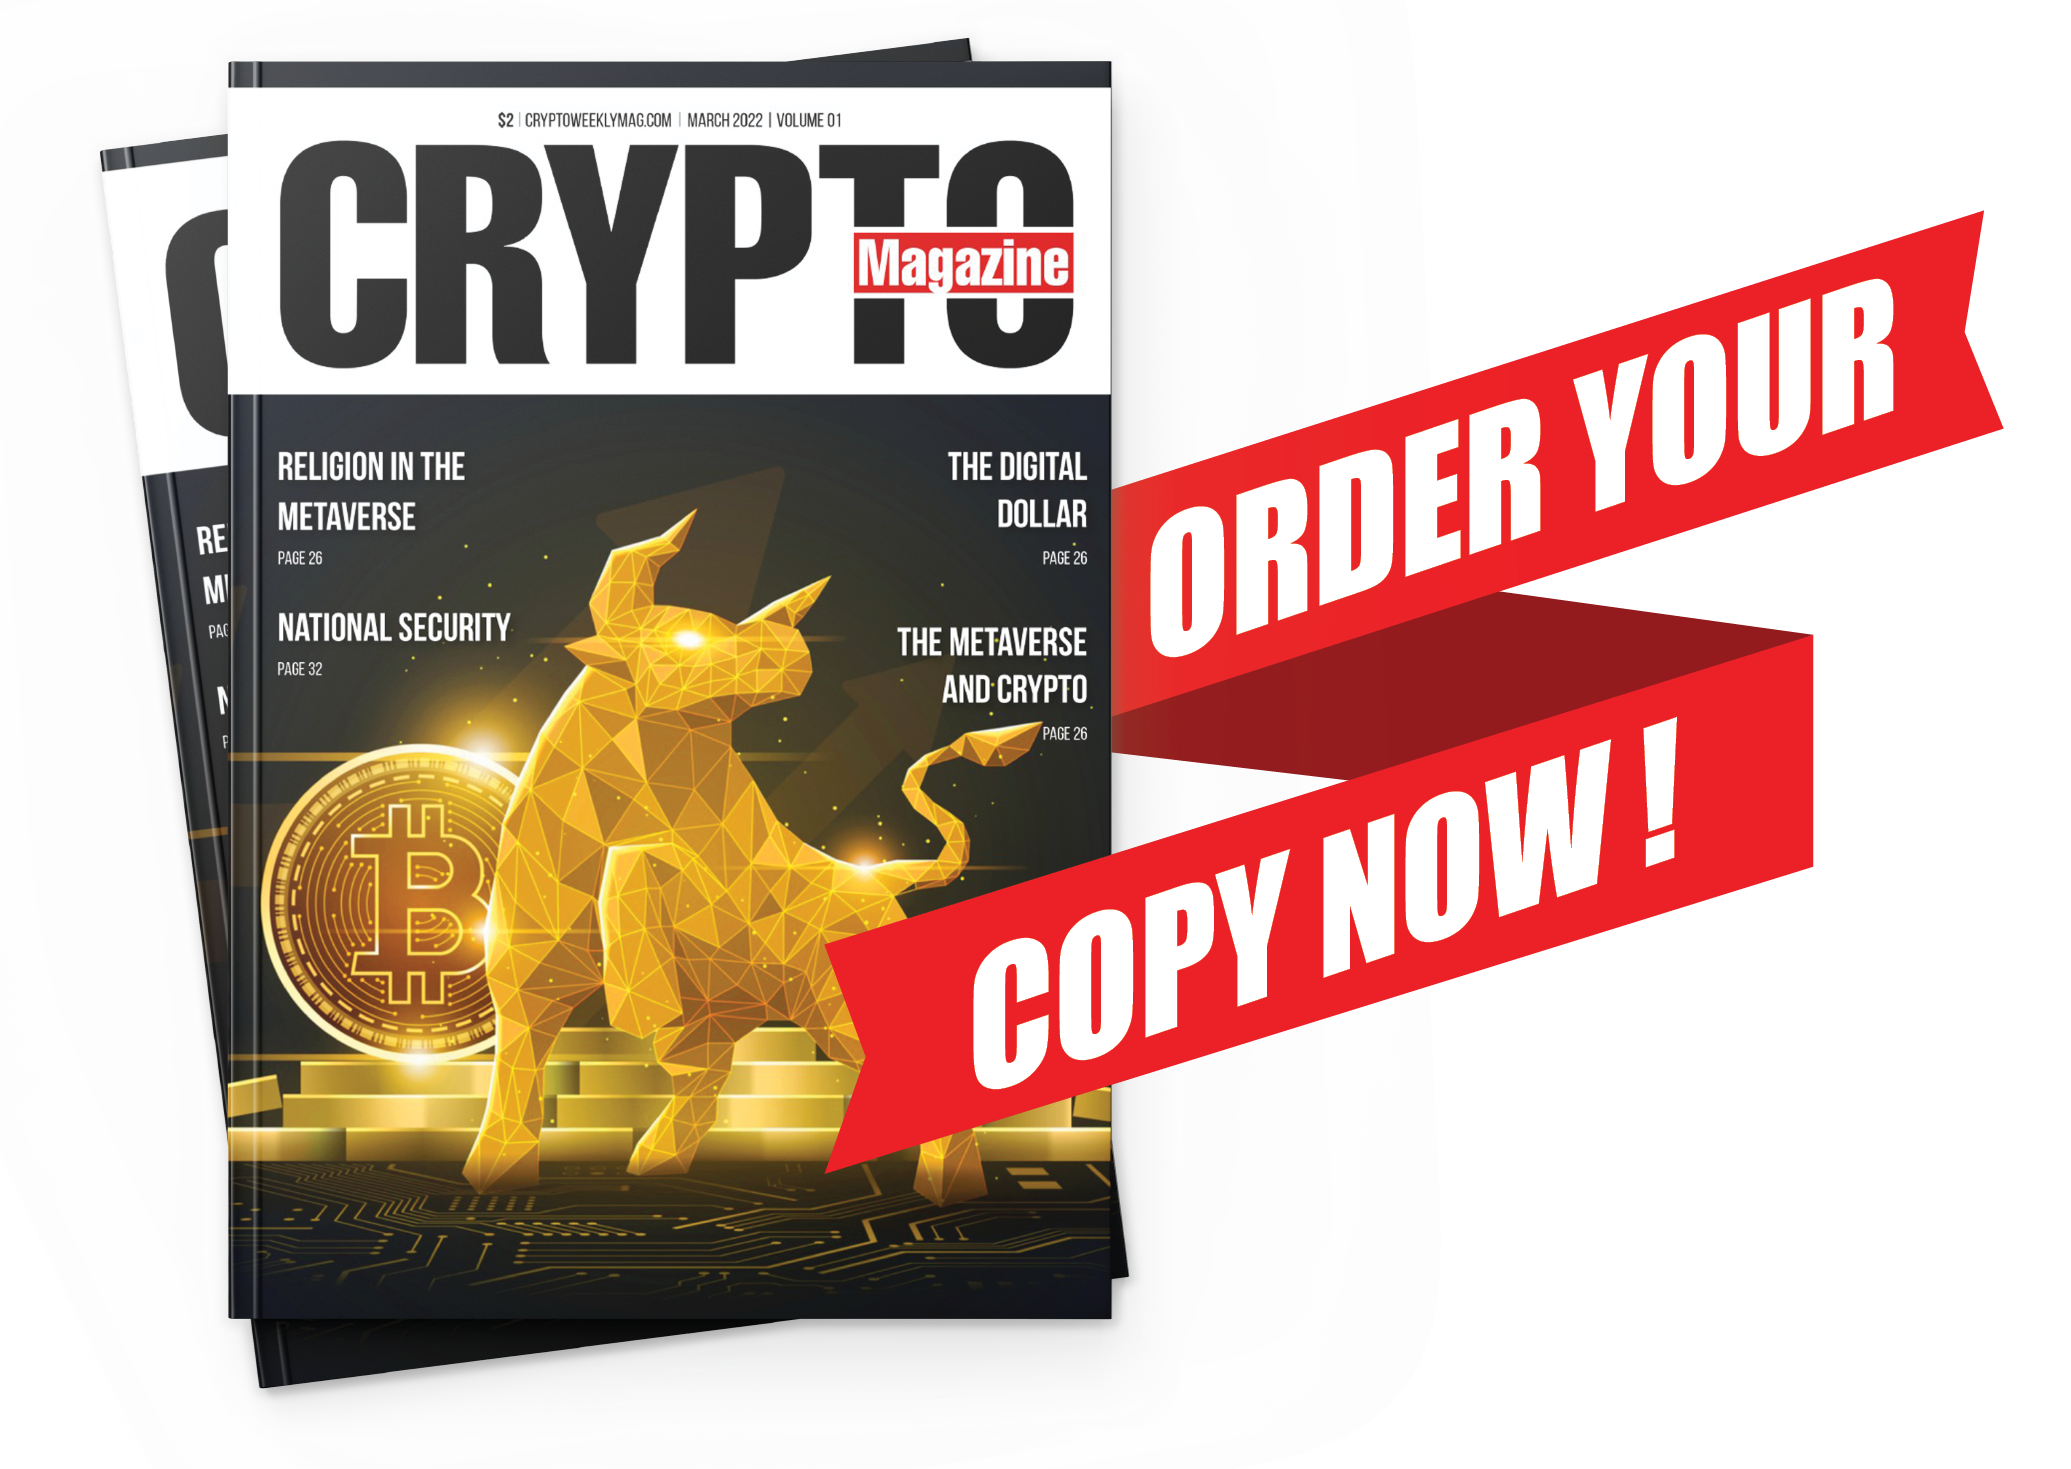 $2 | CRYPTOWEEKLYMAG.COM | MARCH 2022 | VOLUME 01
CRYPTO
Magazine
RELIGION IN THE
METAVERSE
PAGE 26
NATIONAL SECURITY
PAGE 32
THE DIGITAL
DOLLAR
PAGE 26
THE METAVERSE
AND CRYPTO
PAGE 26
ORDER YOUR
COPY NOW!